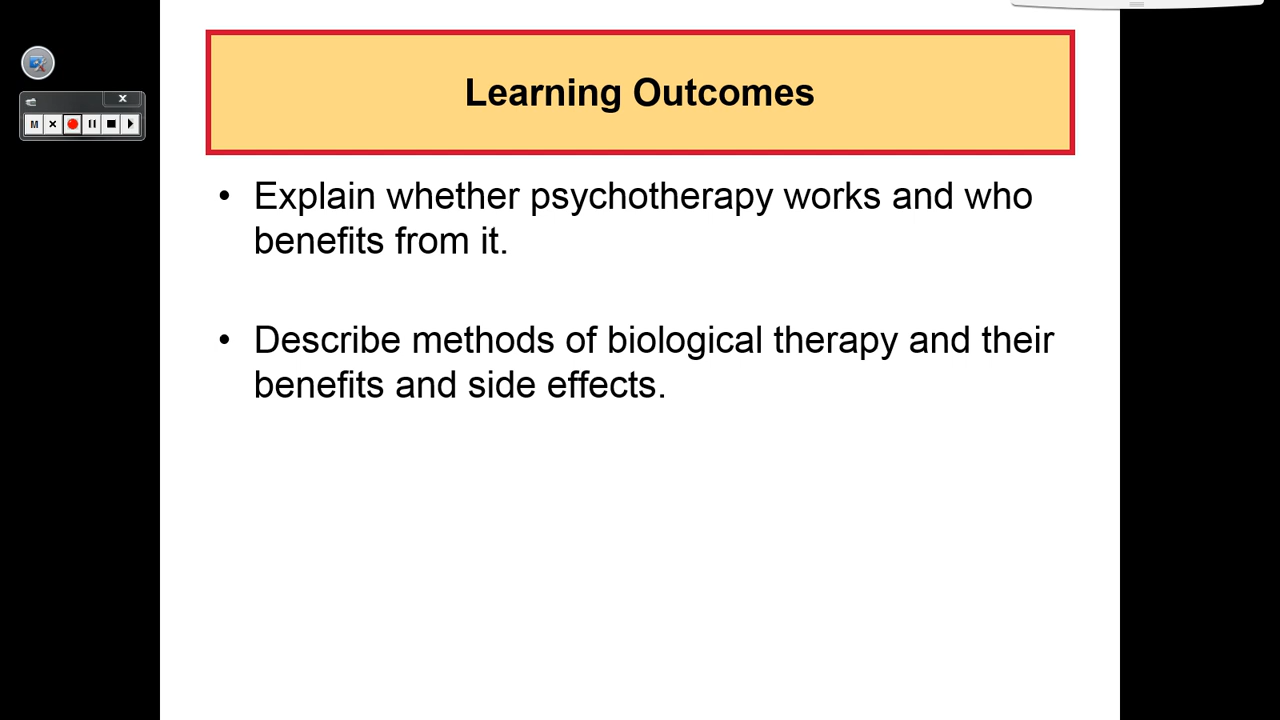 Learning Outcomes
• Explain whether psychotherapy works and who
benefits from it.
• Describe methods of biological therapy and their
benefits and side effects.
x
M